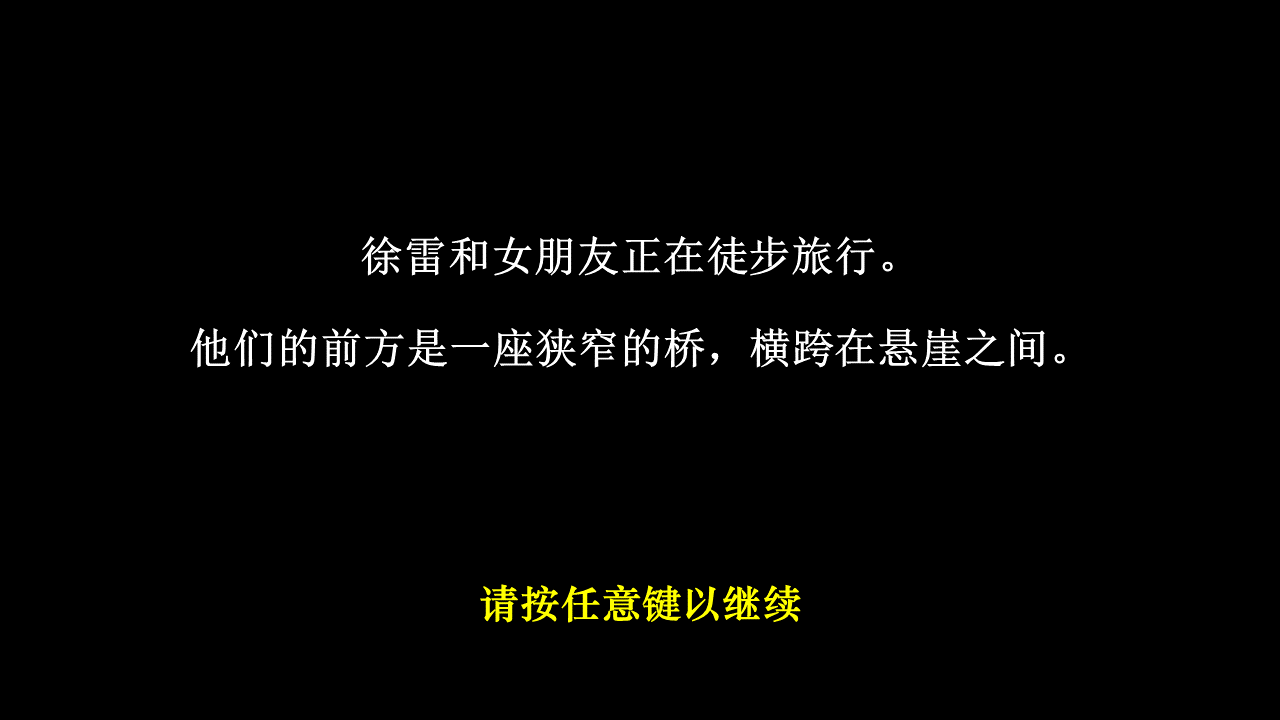 徐雷和女朋友正在徒步旅行。
他们的前方是一座狭窄的桥，横跨在悬崖之间。
请按任意键以继续